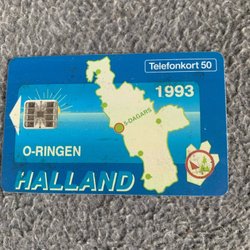 Telefonkort 50
1993
5-DAGARS
O-RINGEN
HALLAND